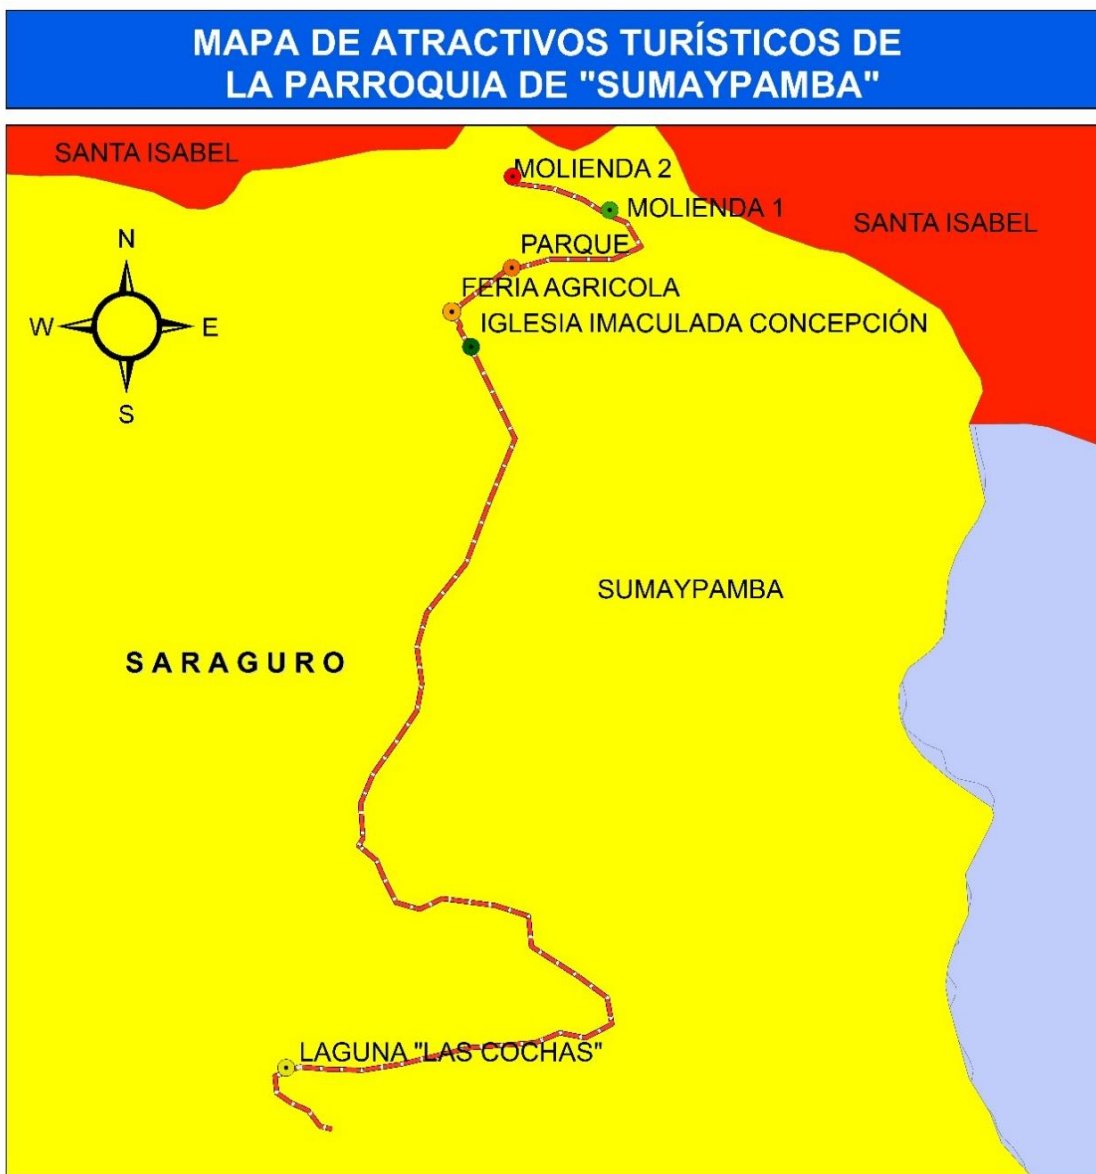 MAPA DE ATRACTIVOS TURÍSTICOS DE
LA PARROQUIA DE "SUMAYPAMBA"
SANTA ISABEL
MOLIENDA 2
MOLIENDA 1
SANTA ISABEL
N
PARQUE
FERIA AGRICOLA
W
E
IGLESIA IMACULADA CONCEPCIÓN
S
SUMAYPAMBA
SARAGURO
LAGUNA "LAS COCHAS"